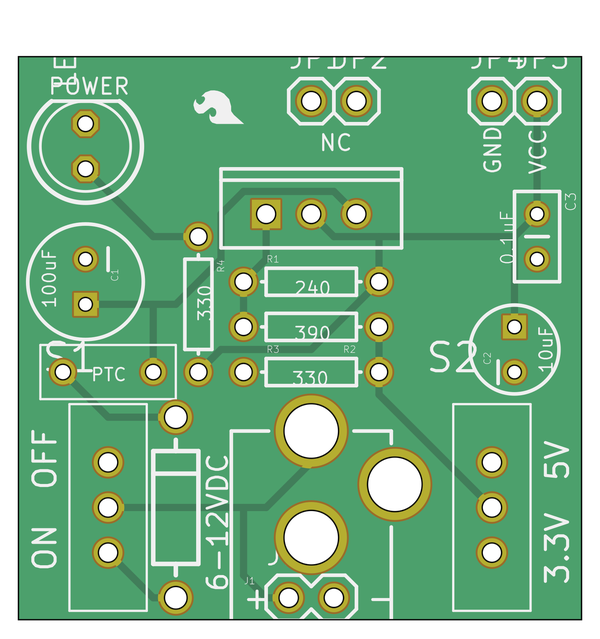 JP1
JP2
JP4
JP3
POWER
NC
GND
VCC
C3
0.1uF
R4
R1
100uF
C1
330
240
390
R3
R2
330
S1
PTC
S2
C2
10uF
OFF
ON
6-12VDC
5V
3.3V
J1
+
-